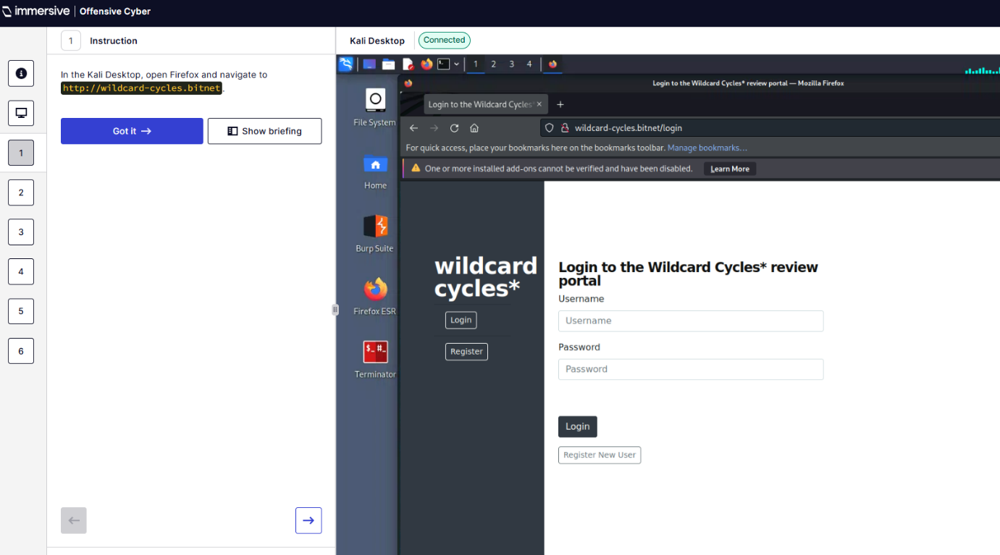 immersive | Offensive Cyber
1 Instruction
In the Kali Desktop, open Firefox and navigate to
http://wildcard-cycles.bitnet.
Got it →
Show briefing
1
2
3
4
5
6
Kali Desktop
Connected
1 2 3 4
Login to the Wildcard Cycles* review portal — Mozilla Firefox
Login to the Wildcard Cycles*
wildcard-cycles.bitnet/login
For quick access, place your bookmarks here on the bookmarks toolbar. Manage bookmarks...
One or more installed add-ons cannot be verified and have been disabled. Learn More
File System
Home
Burp Suite
Firefox ESR
Terminator
wildcard
cycles*
Login
Register
Login to the Wildcard Cycles* review
portal
Username
Username
Password
Password
Login
Register New User